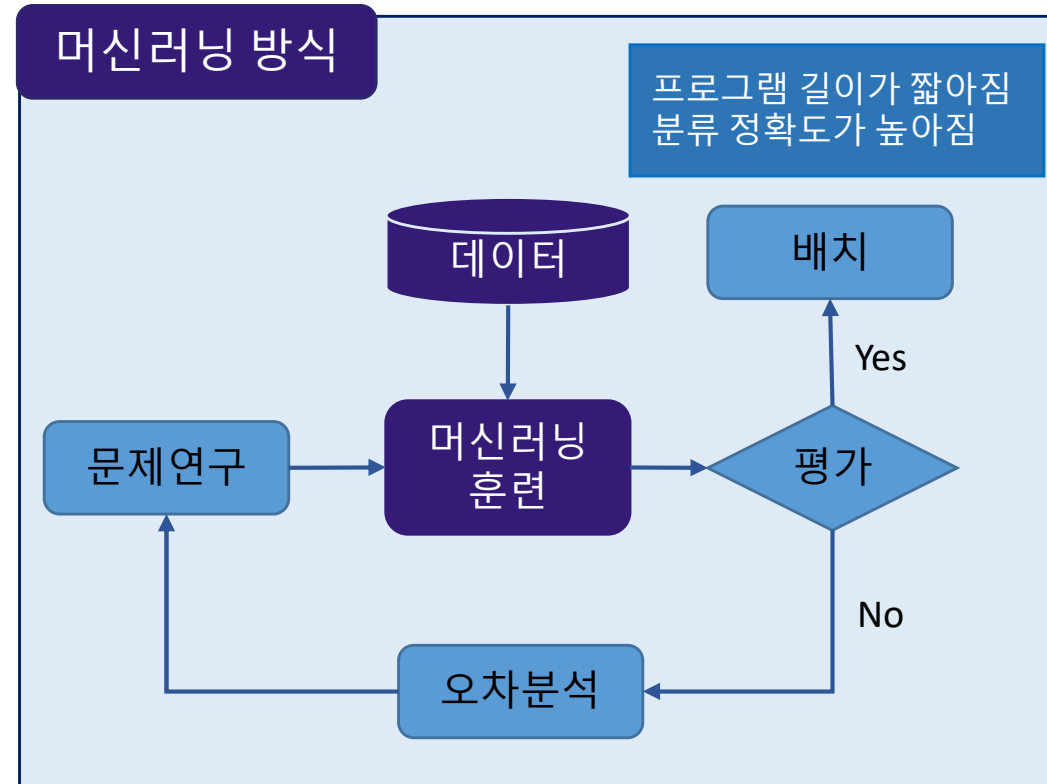 머신러닝 방식
프로그램 길이가 짧아짐
분류 정확도가 높아짐
데이터
배치
Yes
문제연구
머신러닝
훈련
평가
No
오차분석